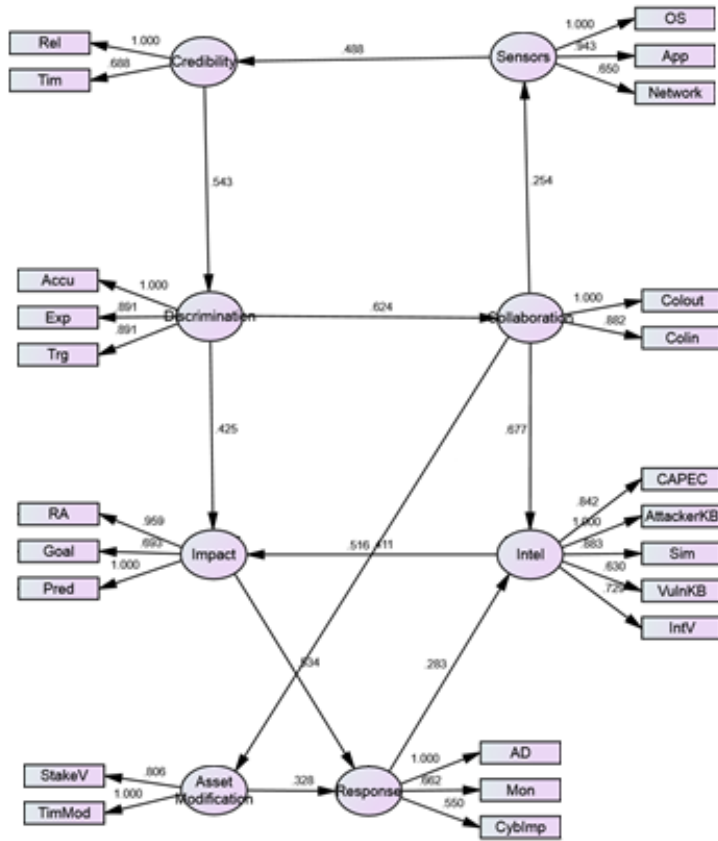 Rel
1.000
.688
Tim
Credibility
.488
Sensors
1.000
OS
.943
App
.650
Network
.543
.254
Accu
1.000
Exp
.891
.891
Trg
Discrimination
.624
Collaboration
1.000
Colout
.882
Colin
.425
.677
RA
.959
Goal
.693
Pred
1.000
Impact
.516
.411
Intel
.842
CAPEC
1.000
AttackerKB
.883
Sim
.630
VulnKB
.729
IntV
.283
StakeV
.806
TimMod
1.000
Asset
Modification
.328
Response
1.000
AD
.662
Mon
.550
CybImp